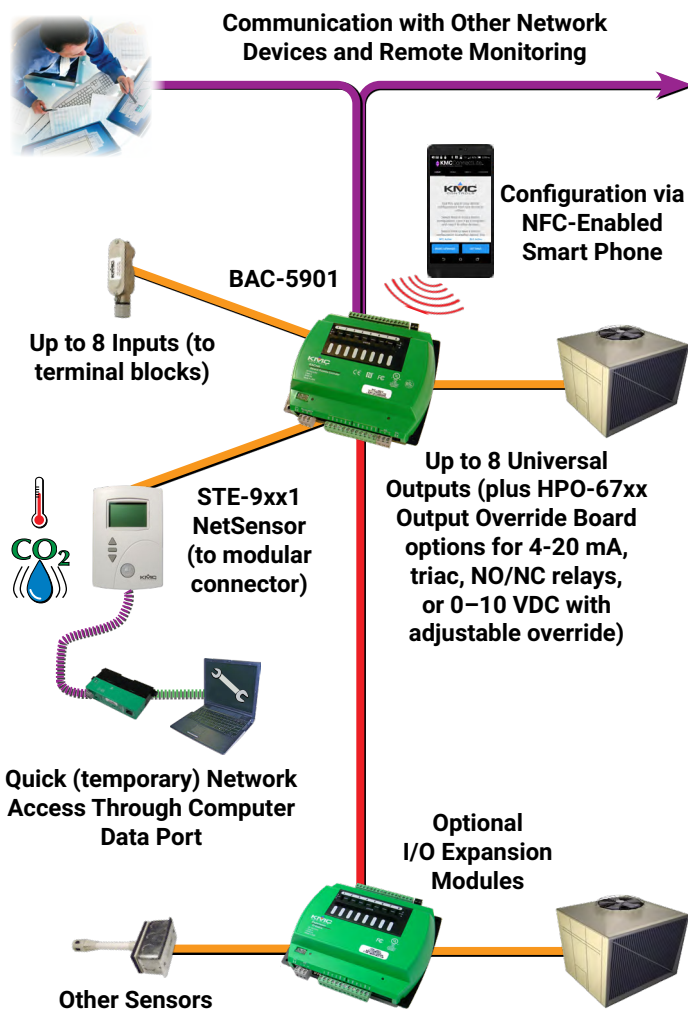 Communication with Other Network
Devices and Remote Monitoring
KMC
KMC
Configuration via
NFC-Enabled
Smart Phone
BAC-5901
Up to 8 Inputs (to
terminal blocks)
KMC
STE-9xx1
NetSensor
(to modular
connector)
CO2
KMC
Up to 8 Universal
Outputs (plus HPO-67xx
Output Override Board
options for 4-20 mA,
triac, NO/NC relays,
or 0–10 VDC with
adjustable override)
Quick (temporary) Network
Access Through Computer
Data Port
Optional
I/O Expansion
Modules
KMC
Other Sensors